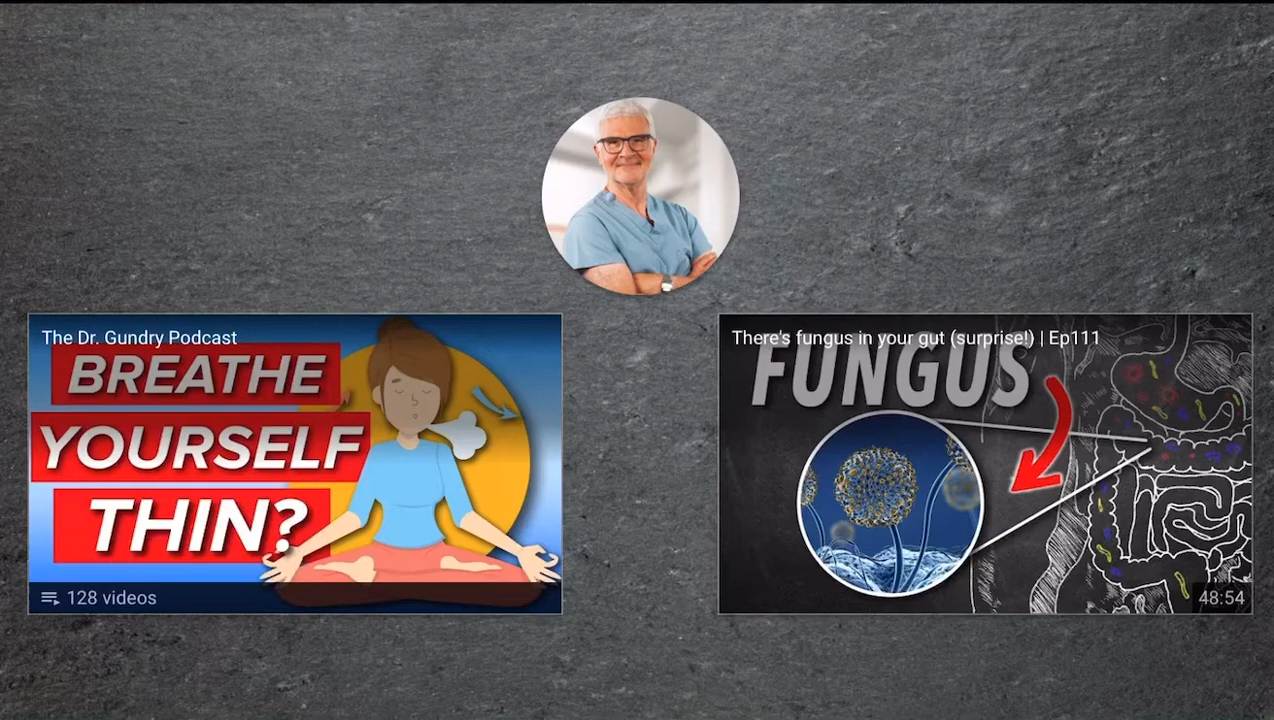 The Dr. Gundry Podcast
BREATHE
YOURSELF
THIN?
128 videos
There's fungus in your gut (surprise!) | Ep111
FUNGUS
48:54